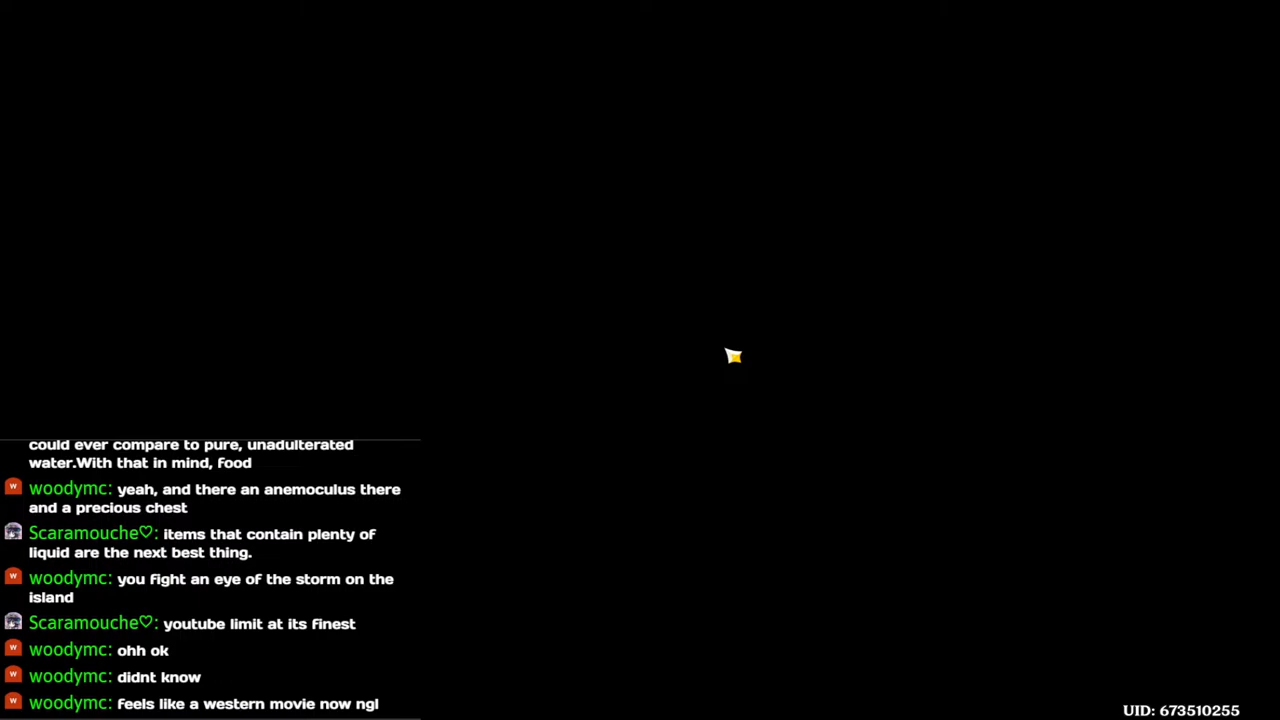 could ever compare to pure, unadulterated
water.With that in mind, food
woodymc: yeah, and there an anemoculus there
and a precious chest
Scaramouche♡: items that contain plenty of
liquid are the next best thing.
woodymc: you fight an eye of the storm on the
island
Scaramouche♡: youtube limit at its finest
woodymc: ohh ok
woodymc: didnt know
woodymc: feels like a western movie now ngl
UID: 673510255